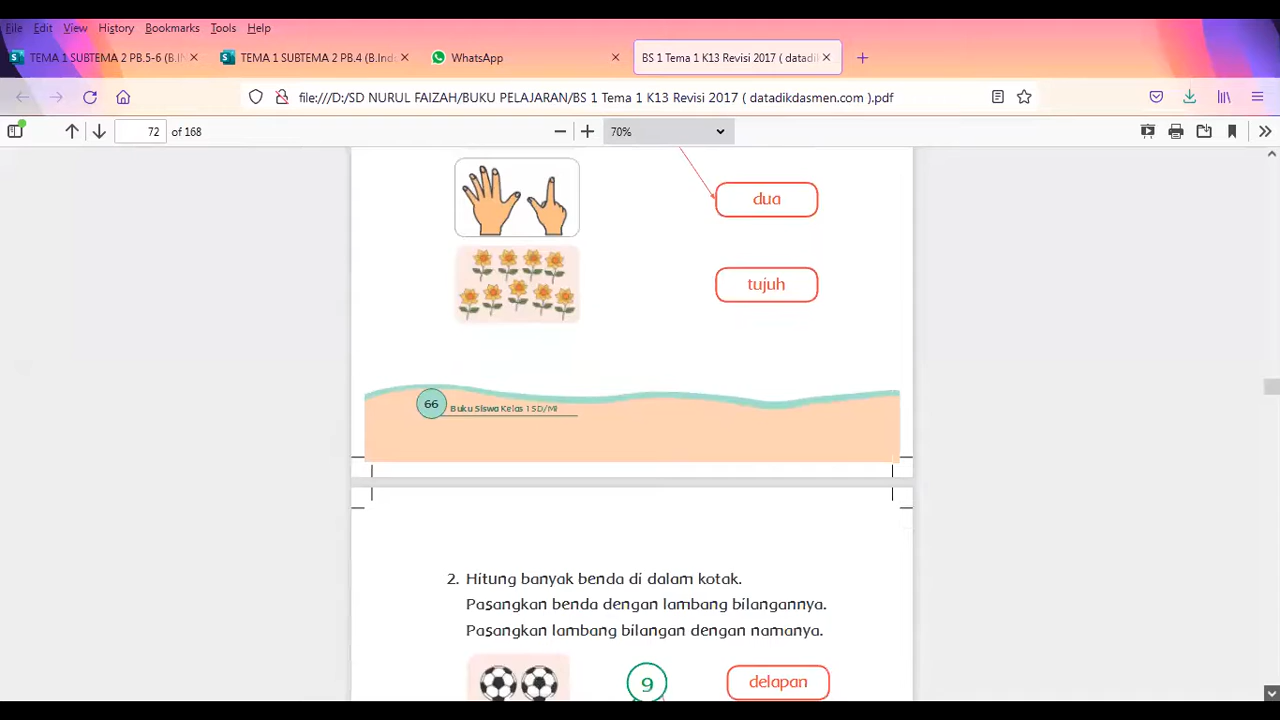 File Edit View History Bookmarks Tools Help
TEMA 1 SUBTEMA 2 PB.5-6 (B.IN
TEMA 1 SUBTEMA 2 PB.4 (B.Ind
WhatsApp
BS 1 Tema 1 K13 Revisi 2017 ( datadi
file:///D:/SD NURUL FAIZAH/BUKU PELAJARAN/BS 1 Tema 1 K13 Revisi 2017 ( datadikdasmen.com ).pdf
72 of 168
70%
dua
tujuh
66 Buku Siswa Kelas 1 SD/MI
2. Hitung banyak benda di dalam kotak.
Pasangkan benda dengan lambang bilangannya.
Pasangkan lambang bilangan dengan namanya.
9 delapan